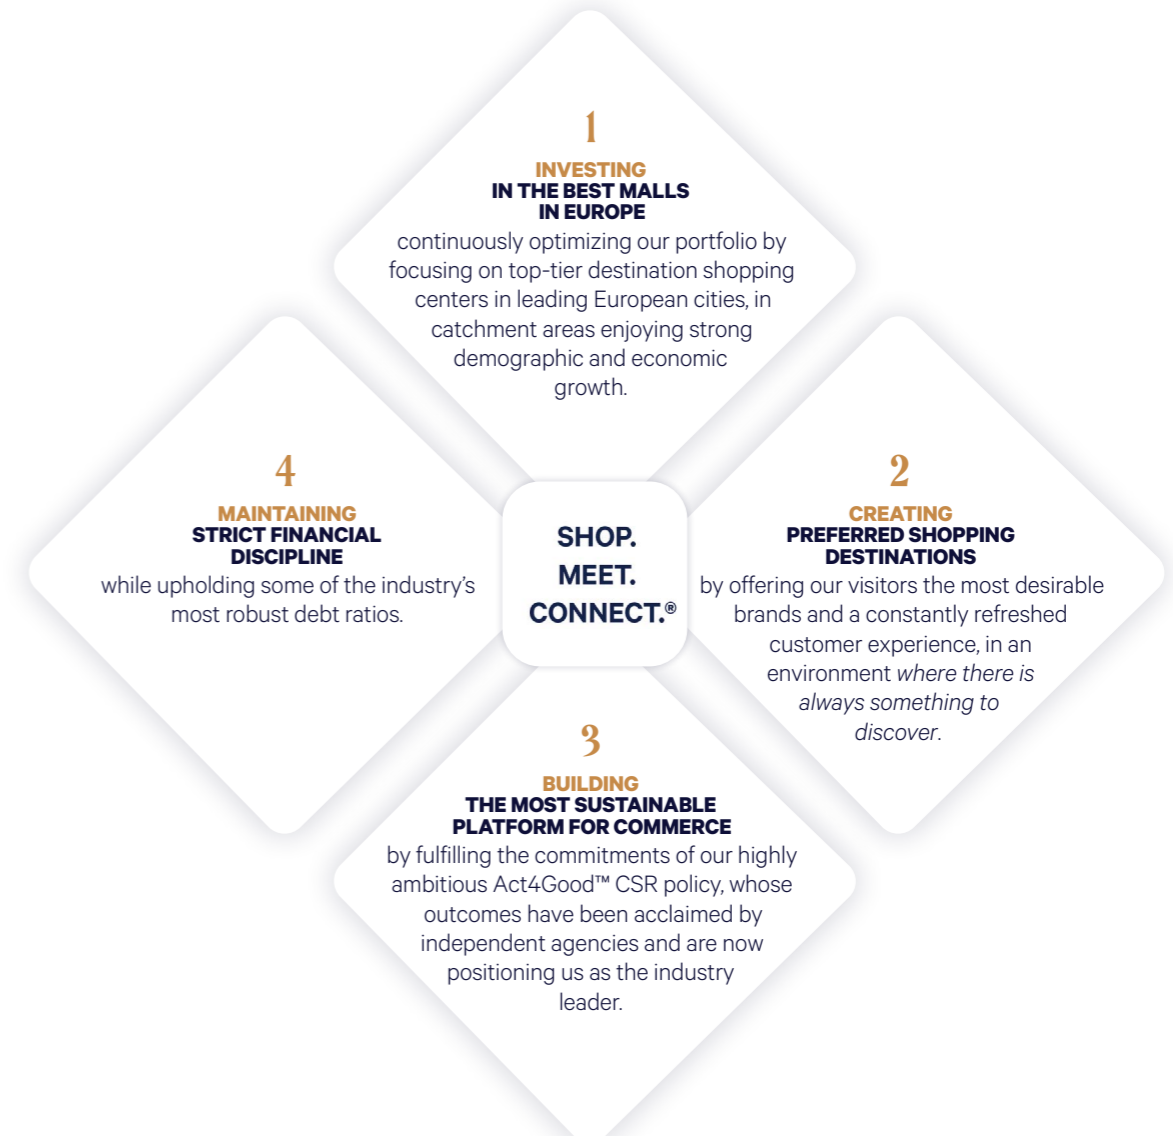 1
INVESTING
IN THE BEST MALLS
IN EUROPE
continuously optimizing our portfolio by
focusing on top-tier destination shopping
centers in leading European cities, in
catchment areas enjoying strong
demographic and economic
growth.
2
CREATING
PREFERRED SHOPPING
DESTINATIONS
by offering our visitors the most desirable
brands and a constantly refreshed
customer experience, in an
environment where there is
always something to
discover.
3
BUILDING
THE MOST SUSTAINABLE
PLATFORM FOR COMMERCE
by fulfilling the commitments of our highly
ambitious Act4Good™ CSR policy, whose
outcomes have been acclaimed by
independent agencies and are now
positioning us as the industry
leader.
4
MAINTAINING
STRICT FINANCIAL
DISCIPLINE
while upholding some of the industry’s
most robust debt ratios.
SHOP.
MEET.
CONNECT.®